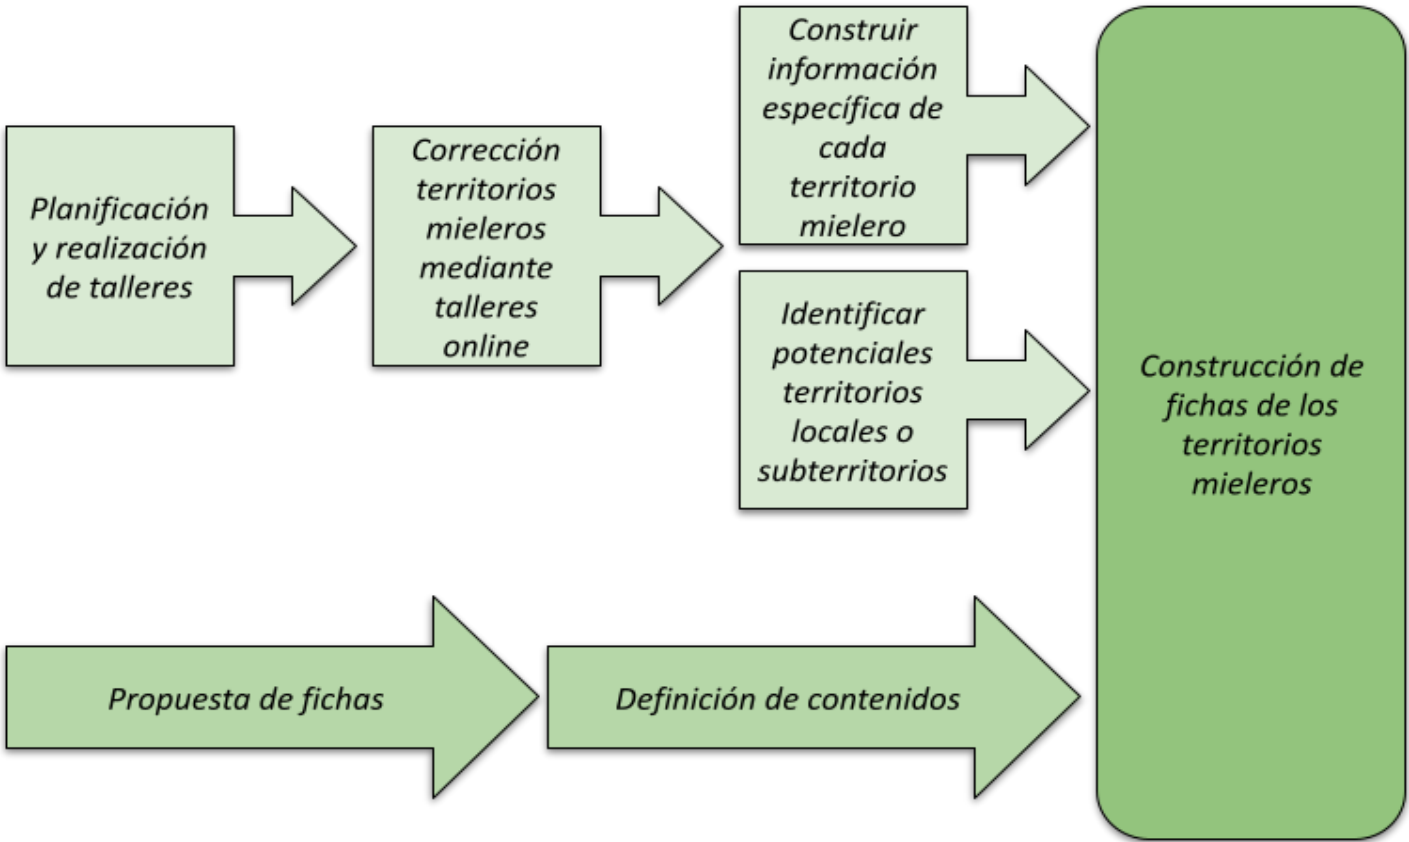 Planificación
y realización
de talleres
Corrección
territorios
mieleros
mediante
talleres
online
Construir
información
específica de
cada
territorio
mielero
Identificar
potenciales
territorios
locales o
subterritorios
Construcción de
fichas de los
territorios
mieleros
Propuesta de fichas
Definición de contenidos